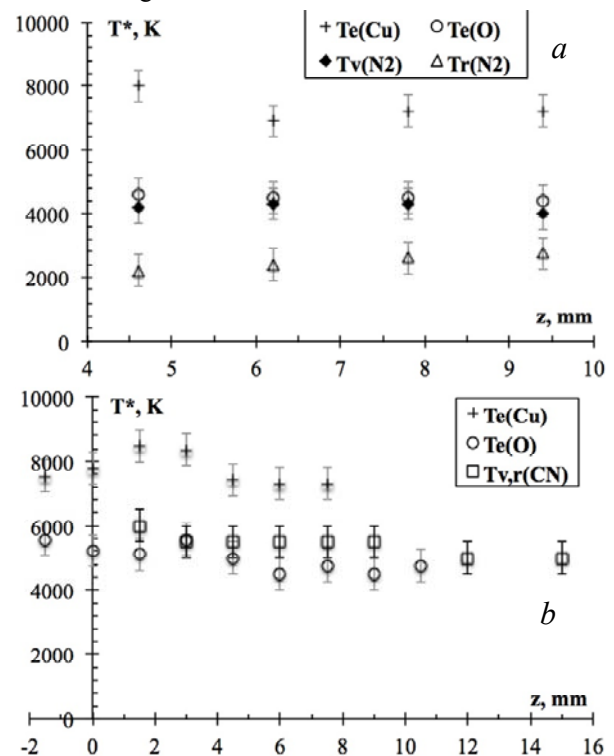 T*, K
+ Te(Cu) ○ Te(O)
◆ Tv(N2) △ Tr(N2)
a
10000
8000
6000
4000
2000
0
z, mm
4 5 6 7 8 9 10
T*, K
+ Te(Cu)
○ Te(O)
□ Tv,r(CN)
10000
8000
6000
4000
2000
0
b
z, mm
-2 0 2 4 6 8 10 12 14 16